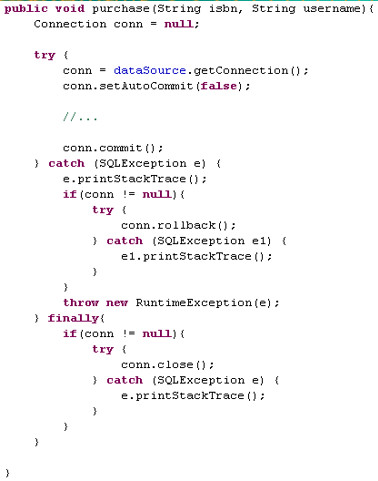 public void purchase(String isbn, String username){
    Connection conn = null;

    try {
        conn = dataSource.getConnection();
        conn.setAutoCommit(false);

        //...

        conn.commit();
    } catch (SQLException e) {
        e.printStackTrace();
        if(conn != null){
            try {
                conn.rollback();
            } catch (SQLException e1) {
                e1.printStackTrace();
            }
        }
        throw new RuntimeException(e);
    } finally{
        if(conn != null){
            try {
                conn.close();
            } catch (SQLException e) {
                e.printStackTrace();
            }
        }
    }

}